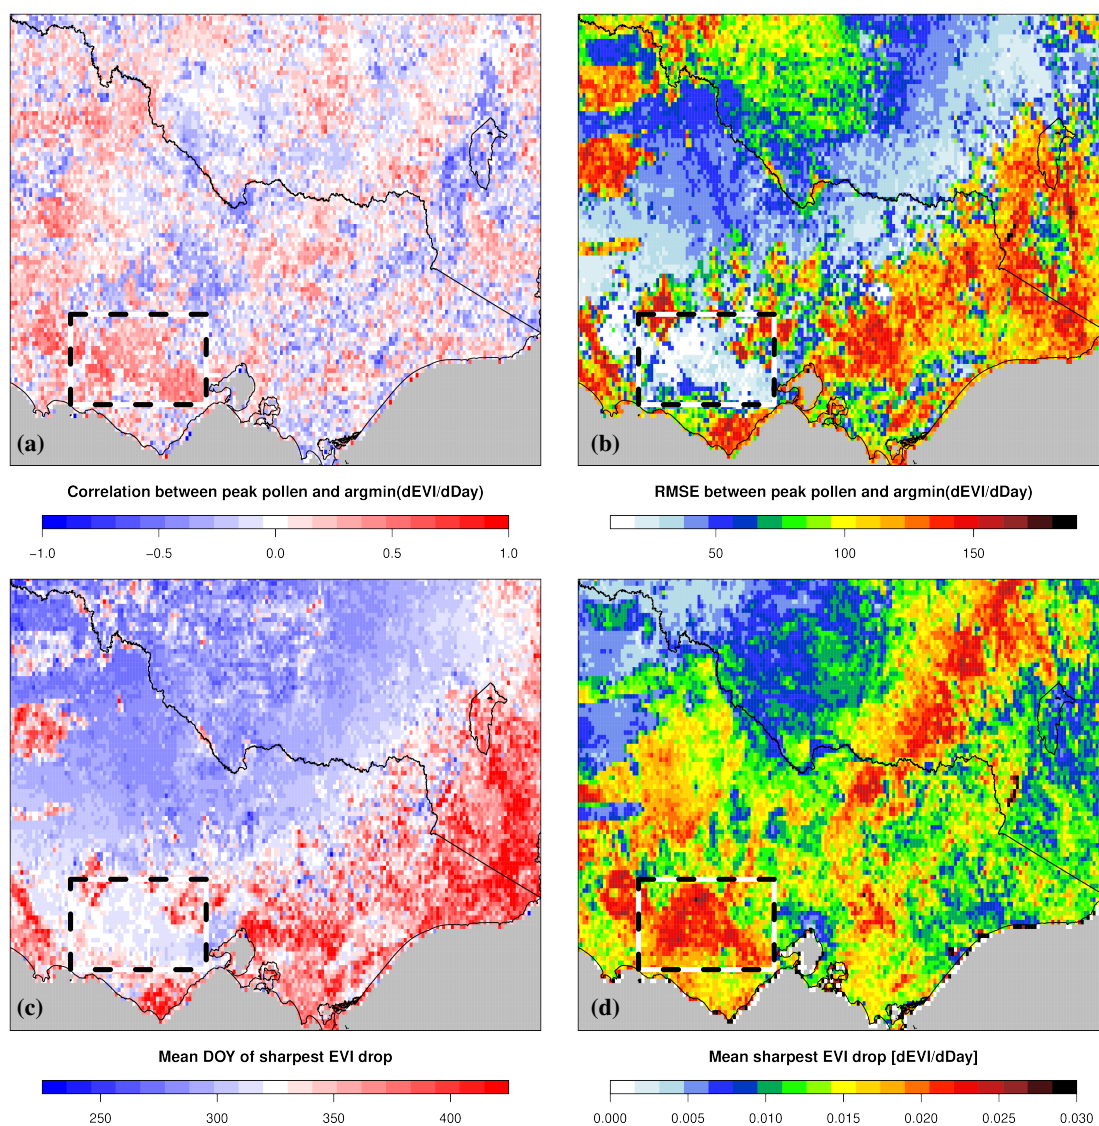 (a)
(b)
Correlation between peak pollen and argmin(dEVI/dDay)
RMSE between peak pollen and argmin(dEVI/dDay)
−1.0 −0.5 0.0 0.5 1.0
50 100 150
(c)
(d)
Mean DOY of sharpest EVI drop
Mean sharpest EVI drop [dEVI/dDay]
250 300 350 400
0.000 0.005 0.010 0.015 0.020 0.025 0.030